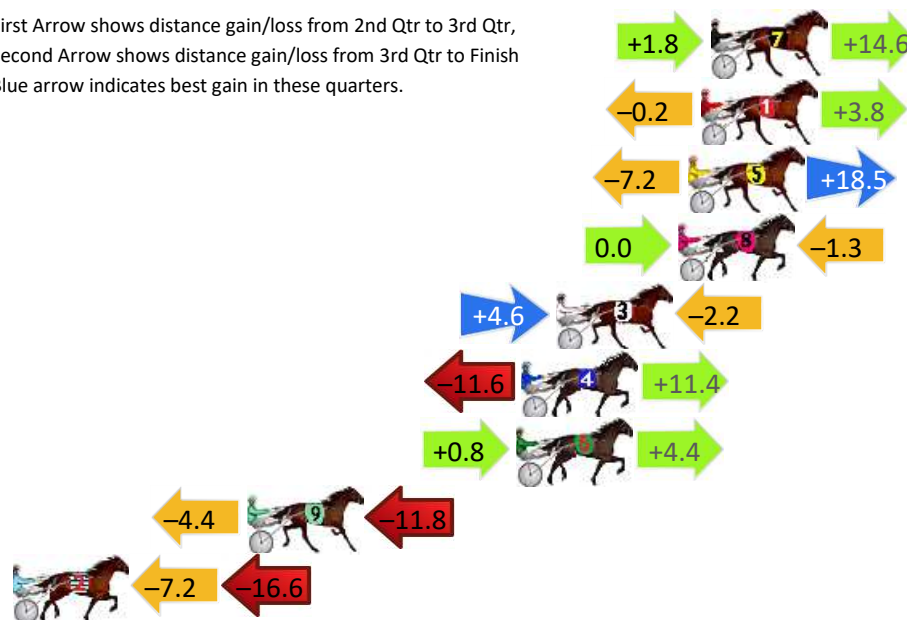 irst Arrow shows distance gain/loss from 2nd Qtr to 3rd Qtr,
econd Arrow shows distance gain/loss from 3rd Qtr to Finish
lue arrow indicates best gain in these quarters.
+1.8 7 +14.6
–0.2 1 +3.8
–7.2 5 +18.5
0.0 8 –1.3
+4.6 3 –2.2
–11.6 4 +11.4
+0.8 6 +4.4
–4.4 9 –11.8
2 –7.2 –16.6